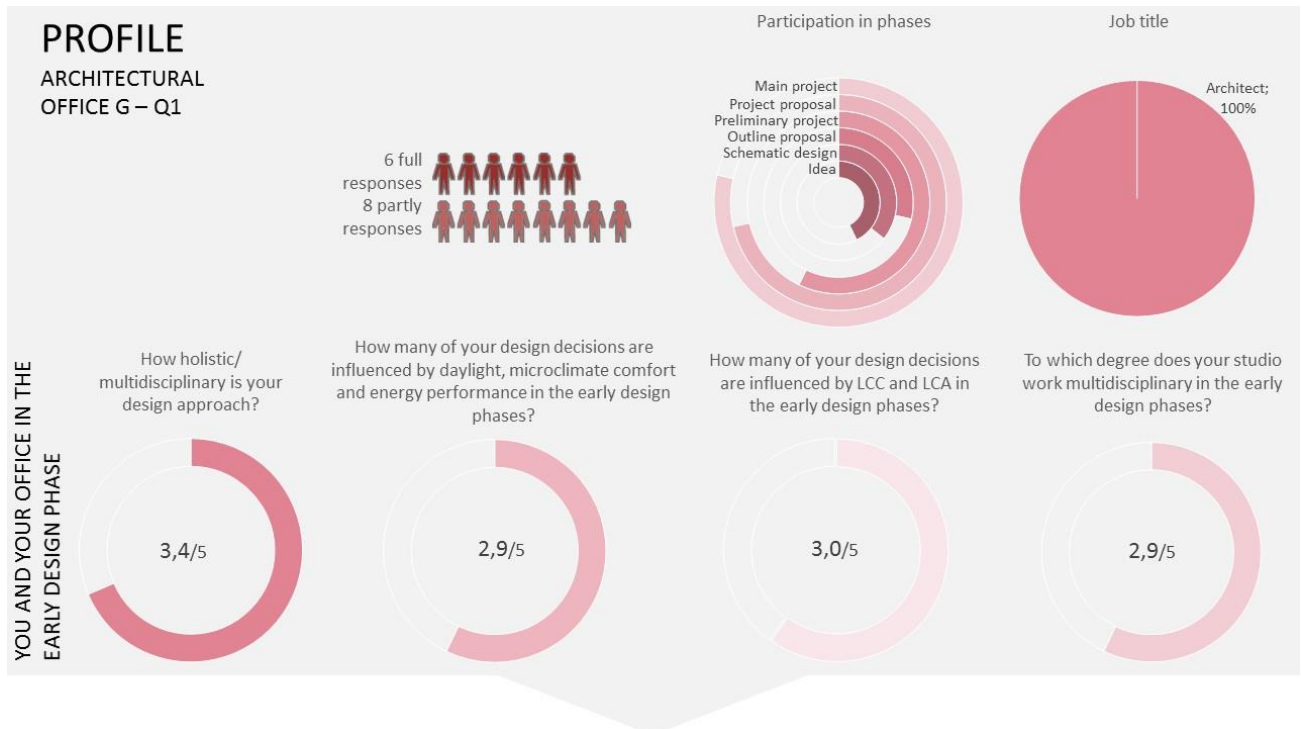 PROFILE
ARCHITECTURAL
OFFICE G – Q1
6 full
responses
8 partly
responses
Participation in phases
Main project
Project proposal
Preliminary project
Outline proposal
Schematic design
Idea
Job title
Architect;
100%
YOU AND YOUR OFFICE IN THE
EARLY DESIGN PHASE
How holistic/
multidisciplinary is your
design approach?
3,4/5
How many of your design decisions are
influenced by daylight, microclimate comfort
and energy performance in the early design
phases?
2,9/5
How many of your design decisions
are influenced by LCC and LCA in
the early design phases?
3,0/5
To which degree does your studio
work multidisciplinary in the early
design phases?
2,9/5